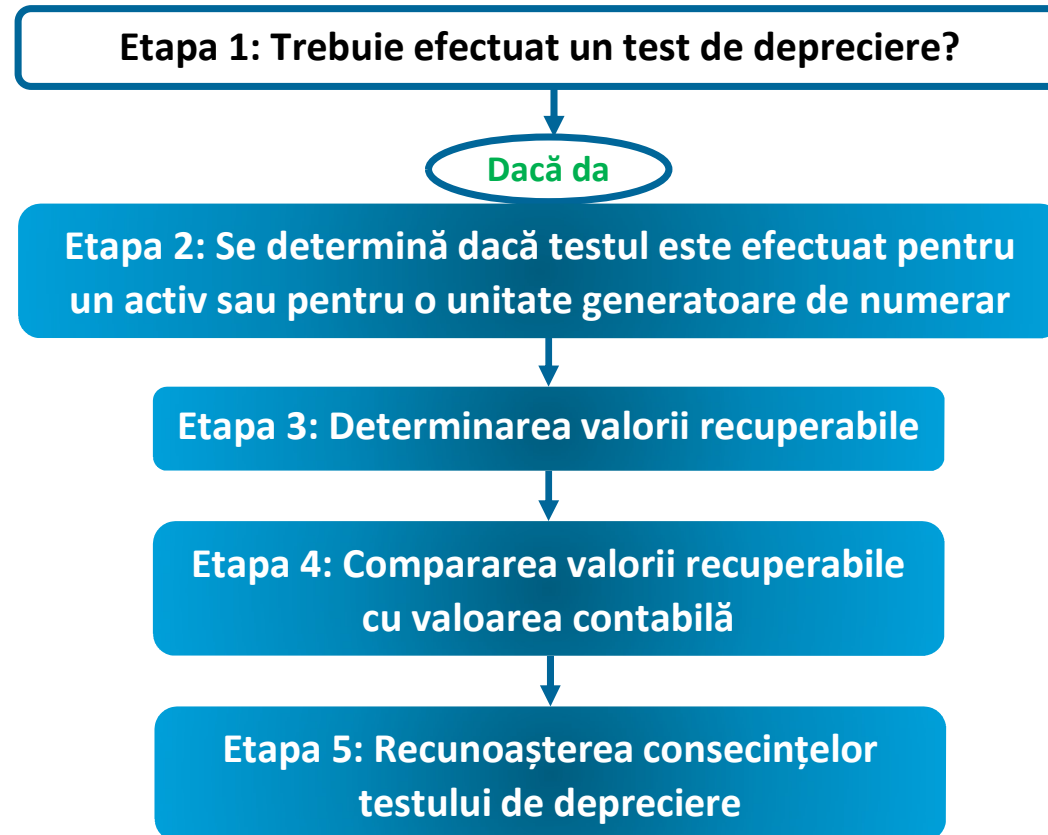 Etapa 1: Trebuie efectuat un test de depreciere?
Dacă da
Etapa 2: Se determină dacă testul este efectuat pentru
un activ sau pentru o unitate generatoare de numerar
Etapa 3: Determinarea valorii recuperabile
Etapa 4: Compararea valorii recuperabile
cu valoarea contabilă
Etapa 5: Recunoașterea consecințelor
testului de depreciere